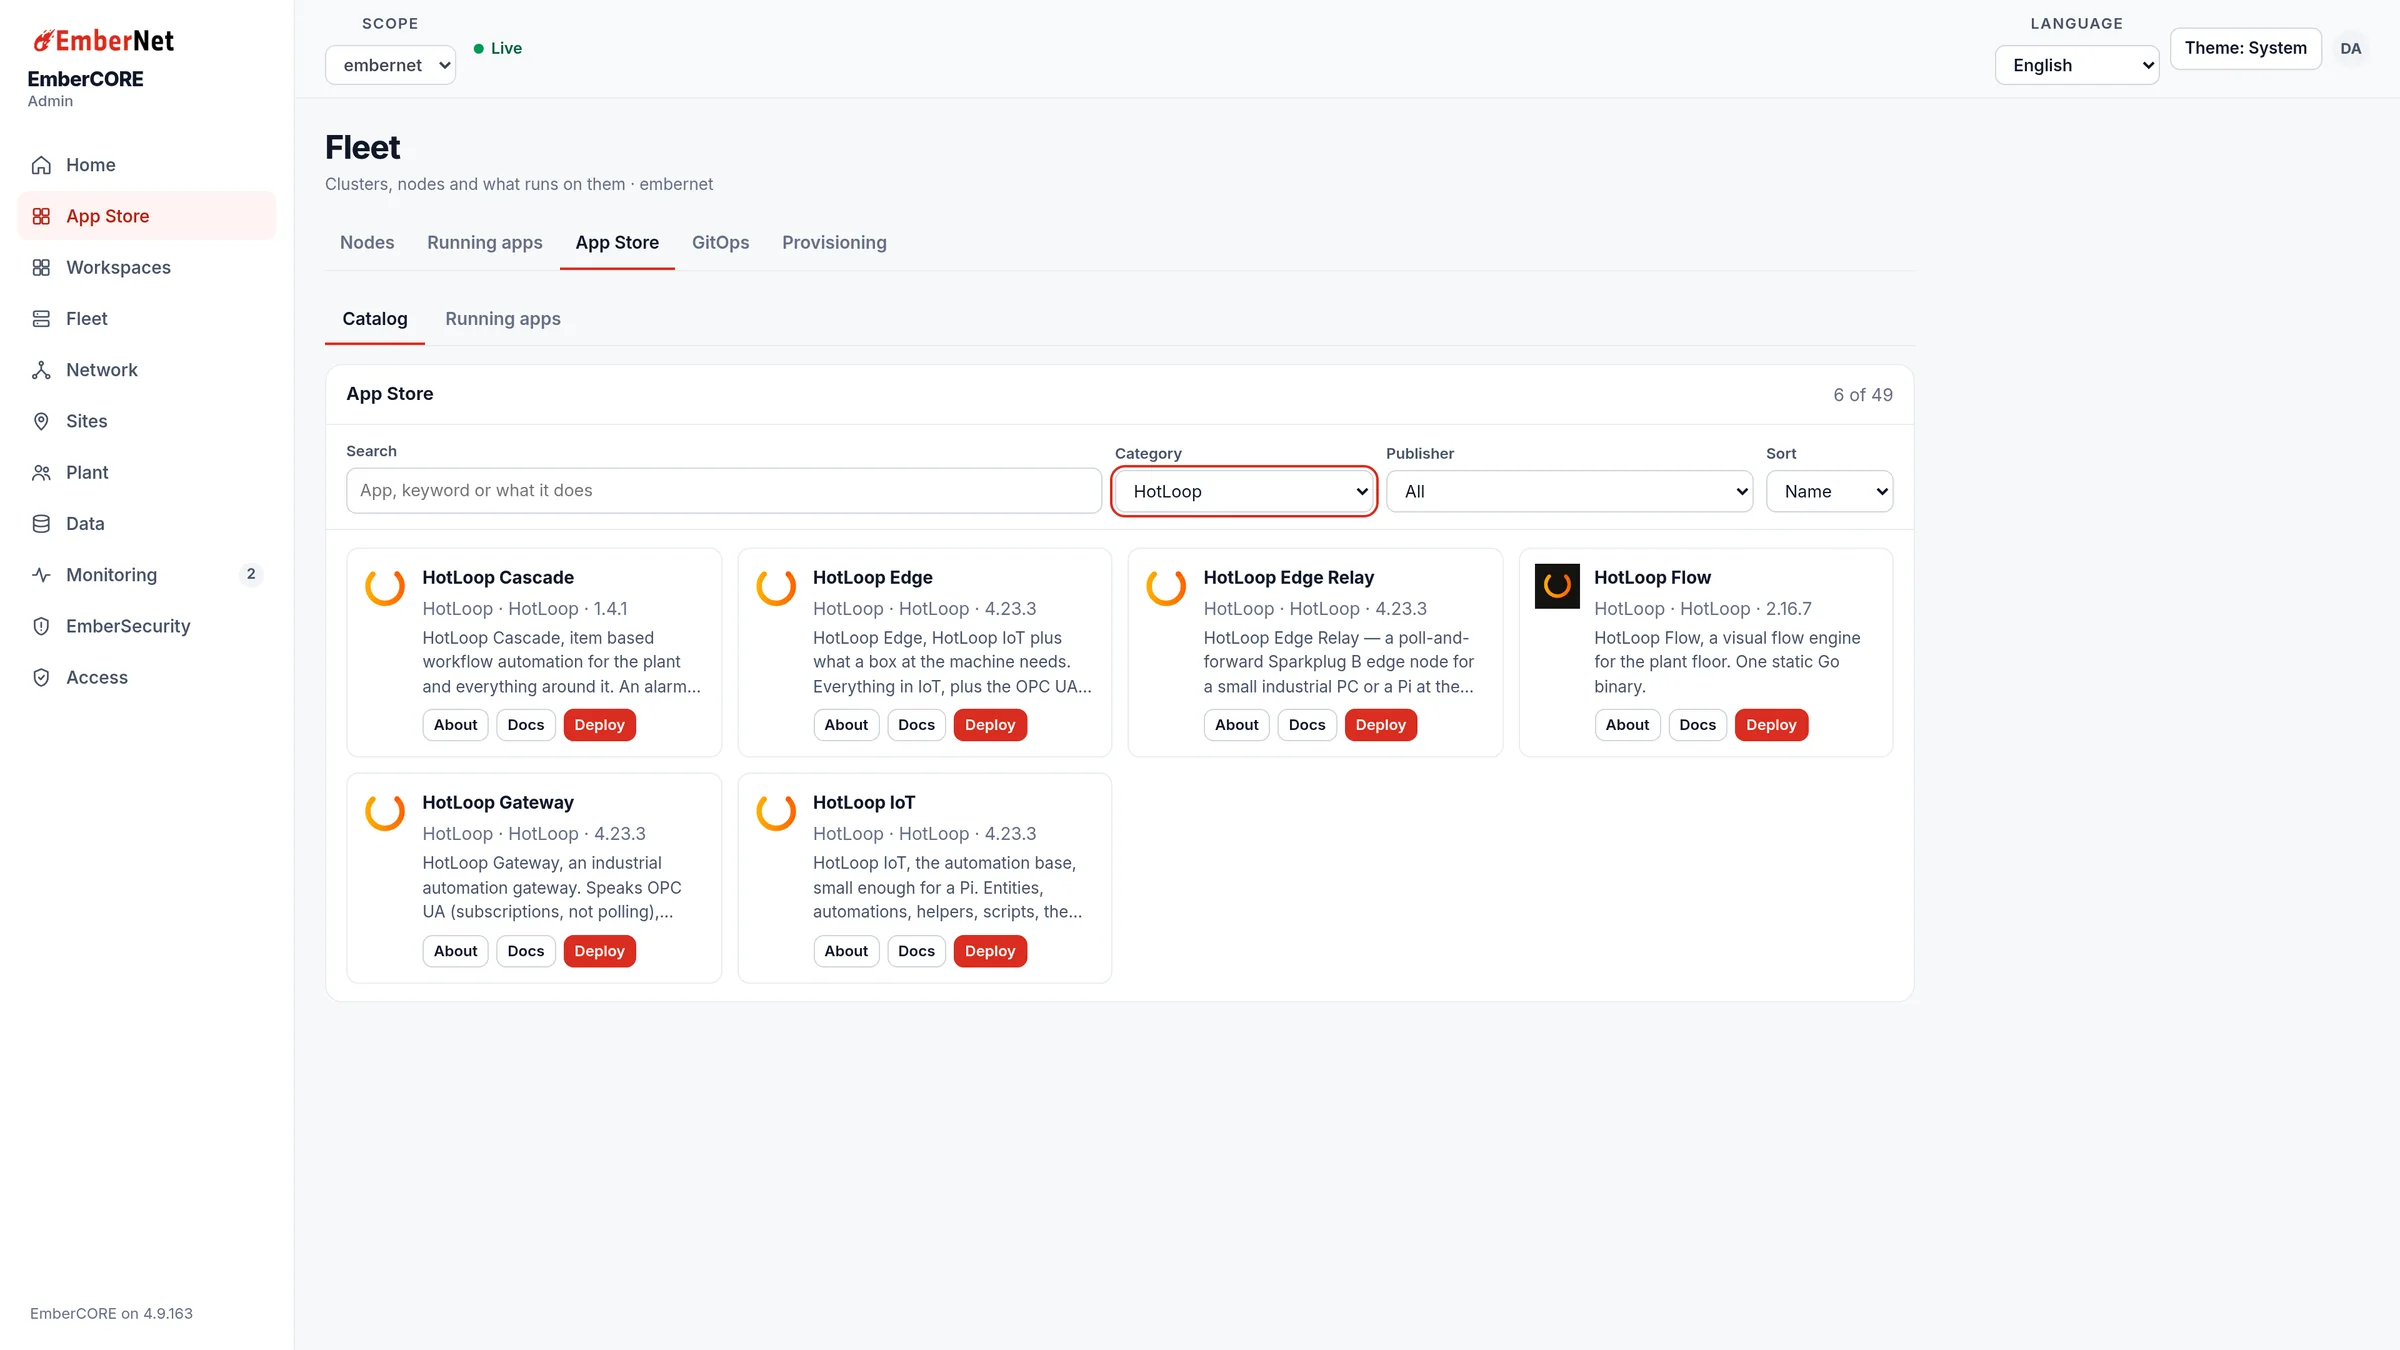 EmberNet
EmberCORE
Admin
Home
App Store
Workspaces
Fleet
Network
Sites
Plant
Data
Monitoring 2
EmberSecurity
Access
EmberCORE on 4.9.163
SCOPE
embernet
Live
LANGUAGE
English
Theme: System
DA
Fleet
Clusters, nodes and what runs on them · embernet
Nodes Running apps App Store GitOps Provisioning
Catalog Running apps
App Store 6 of 49
Search Category Publisher Sort
App, keyword or what it does HotLoop All Name
HotLoop Cascade
HotLoop · HotLoop · 1.4.1
HotLoop Cascade, item based
workflow automation for the plant
and everything around it. An alarm...
About Docs Deploy
HotLoop Edge
HotLoop · HotLoop · 4.23.3
HotLoop Edge, HotLoop IoT plus
what a box at the machine needs.
Everything in IoT, plus the OPC UA...
About Docs Deploy
HotLoop Edge Relay
HotLoop · HotLoop · 4.23.3
HotLoop Edge Relay — a poll-and-
forward Sparkplug B edge node for
a small industrial PC or a Pi at the...
About Docs Deploy
HotLoop Flow
HotLoop · HotLoop · 2.16.7
HotLoop Flow, a visual flow engine
for the plant floor. One static Go
binary.
About Docs Deploy
HotLoop Gateway
HotLoop · HotLoop · 4.23.3
HotLoop Gateway, an industrial
automation gateway. Speaks OPC
UA (subscriptions, not polling),...
About Docs Deploy
HotLoop IoT
HotLoop · HotLoop · 4.23.3
HotLoop IoT, the automation base,
small enough for a Pi. Entities,
automations, helpers, scripts, the...
About Docs Deploy